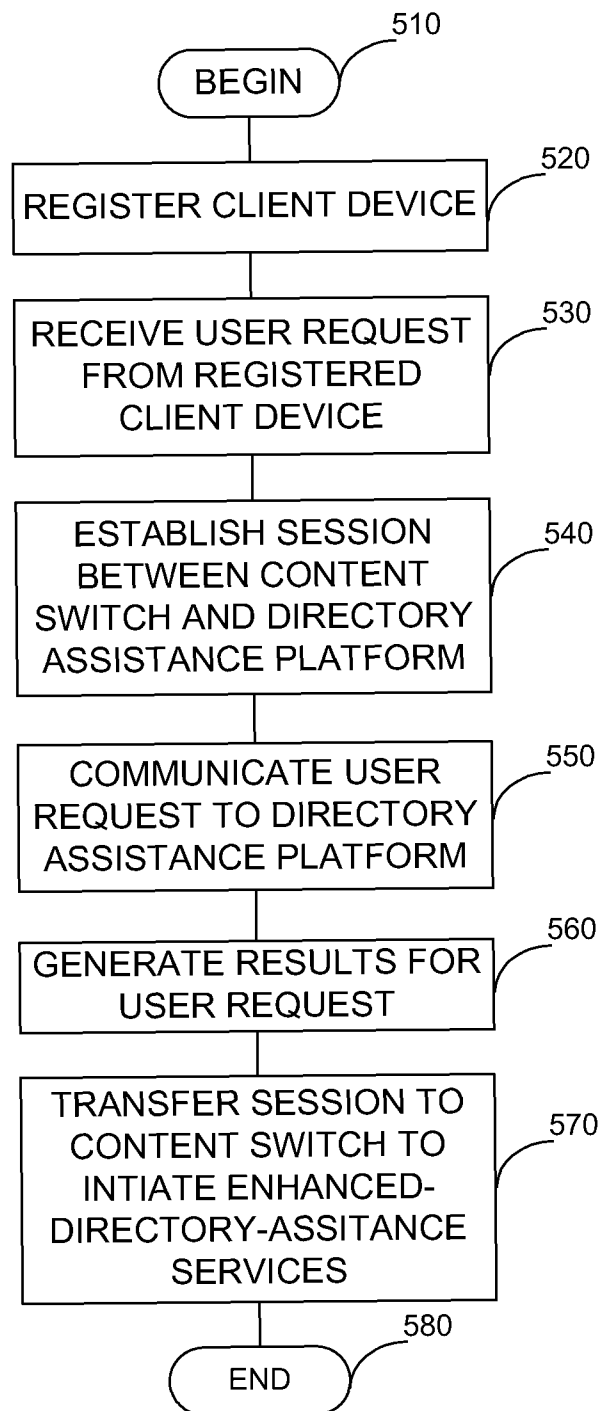 510
BEGIN
520
REGISTER CLIENT DEVICE
530
RECEIVE USER REQUEST
FROM REGISTERED
CLIENT DEVICE
540
ESTABLISH SESSION
BETWEEN CONTENT
SWITCH AND DIRECTORY
ASSISTANCE PLATFORM
550
COMMUNICATE USER
REQUEST TO DIRECTORY
ASSISTANCE PLATFORM
560
GENERATE RESULTS FOR
USER REQUEST
570
TRANSFER SESSION TO
CONTENT SWITCH TO
INTIATE ENHANCED-
DIRECTORY-ASSITANCE
SERVICES
580
END